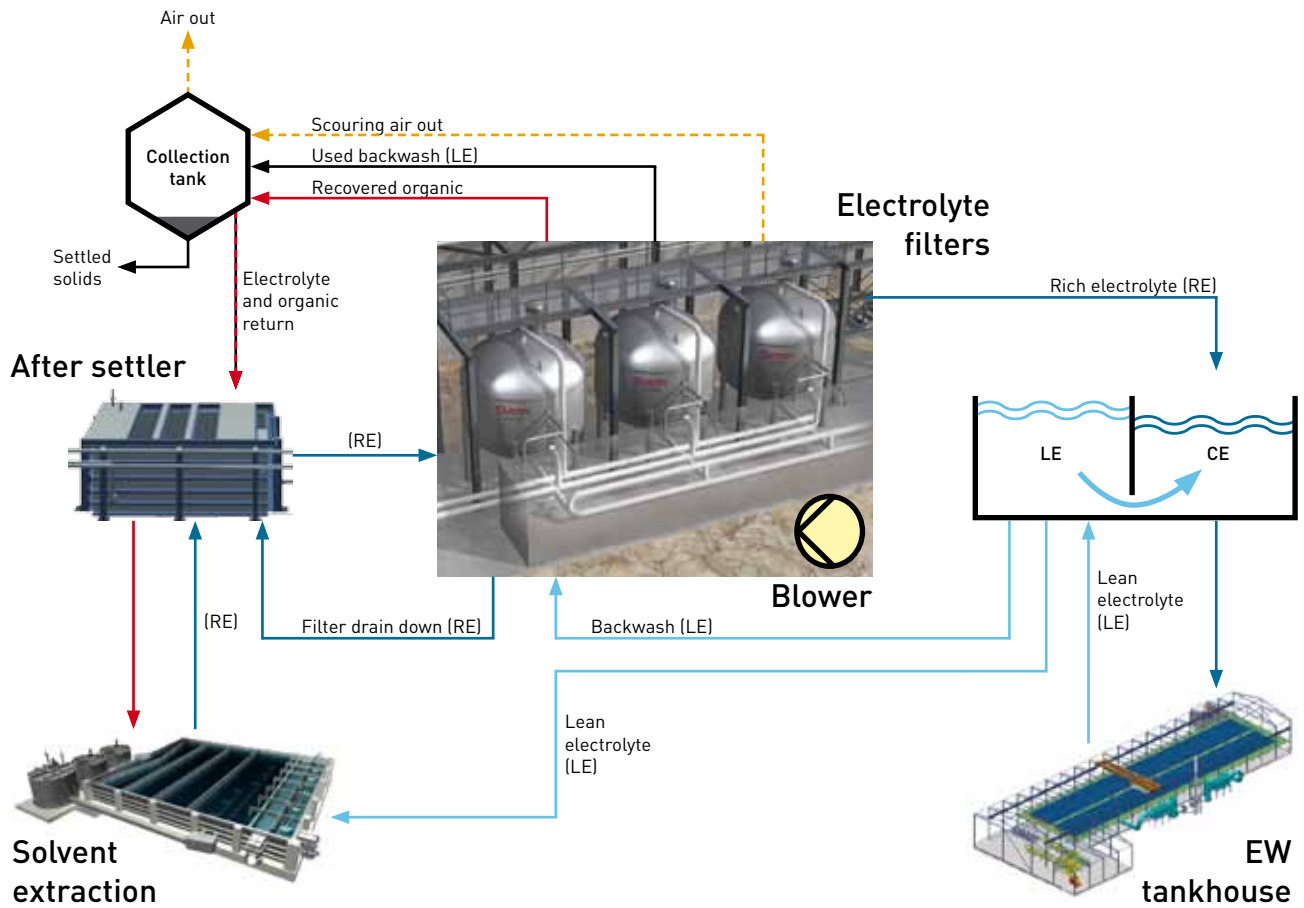 Air out
Collection
tank
Scouring air out
Used backwash (LE)
Recovered organic
Settled
solids
Electrolyte
and organic
return
Electrolyte
filters
Rich electrolyte (RE)
After settler
(RE)
LE
CE
Blower
(RE)
Filter drain down (RE)
Backwash (LE)
Lean
electrolyte
(LE)
Lean
electrolyte
(LE)
Solvent
extraction
EW
tankhouse